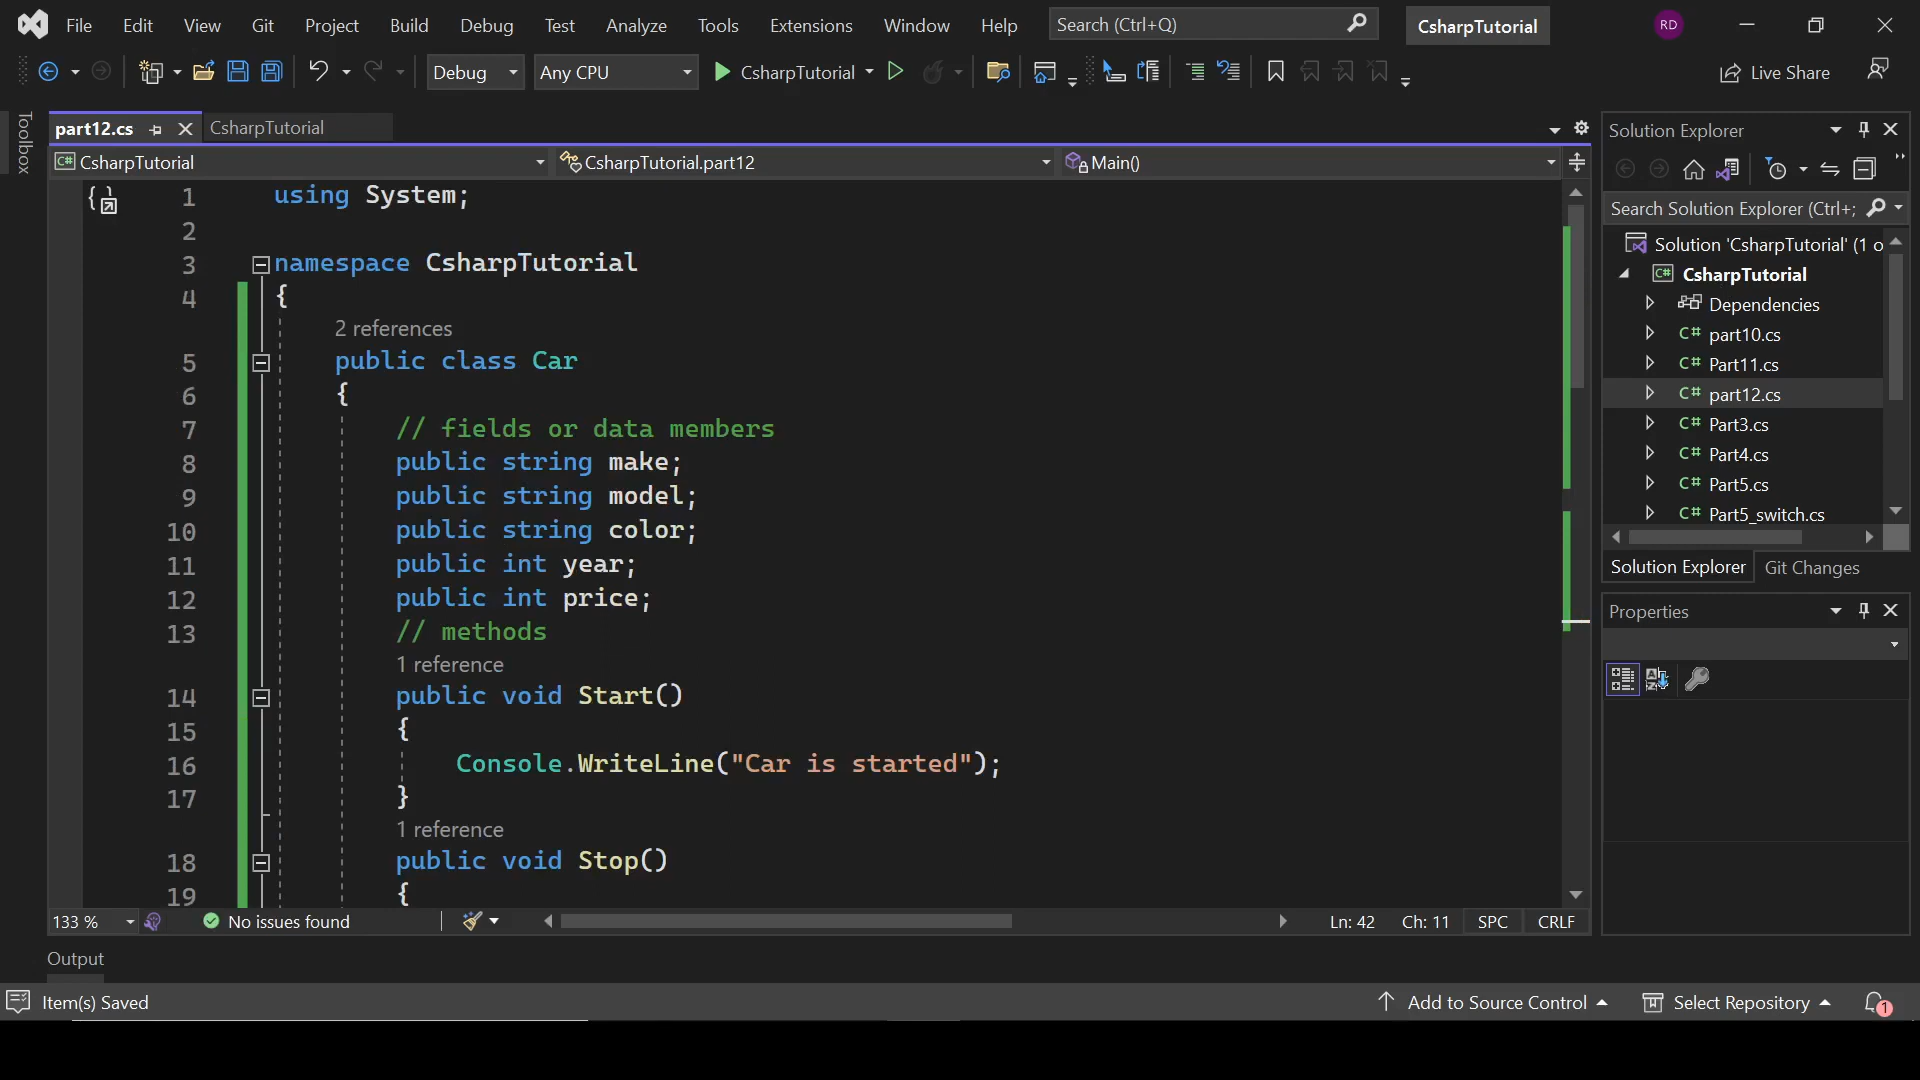 File Edit View Git Project Build Debug Test Analyze Tools Extensions Window Help Search (Ctrl+Q) CsharpTutorial RD
Debug Any CPU CsharpTutorial Live Share
Toolbox
part12.cs CsharpTutorial
CsharpTutorial CsharpTutorial.part12 Main()
1 using System;
2
3 namespace CsharpTutorial
4 {
2 references
5 public class Car
6 {
7 // fields or data members
8 public string make;
9 public string model;
10 public string color;
11 public int year;
12 public int price;
13 // methods
1 reference
14 public void Start()
15 {
16 Console.WriteLine("Car is started");
17 }
1 reference
18 public void Stop()
19 {
133 % No issues found Ln: 42 Ch: 11 SPC CRLF
Solution Explorer
Search Solution Explorer (Ctrl+;
Solution 'CsharpTutorial' (1 o
C# CsharpTutorial
Dependencies
C# part10.cs
C# Part11.cs
C# part12.cs
C# Part3.cs
C# Part4.cs
C# Part5.cs
C# Part5_switch.cs
Solution Explorer Git Changes
Properties
Output
Item(s) Saved Add to Source Control Select Repository 1